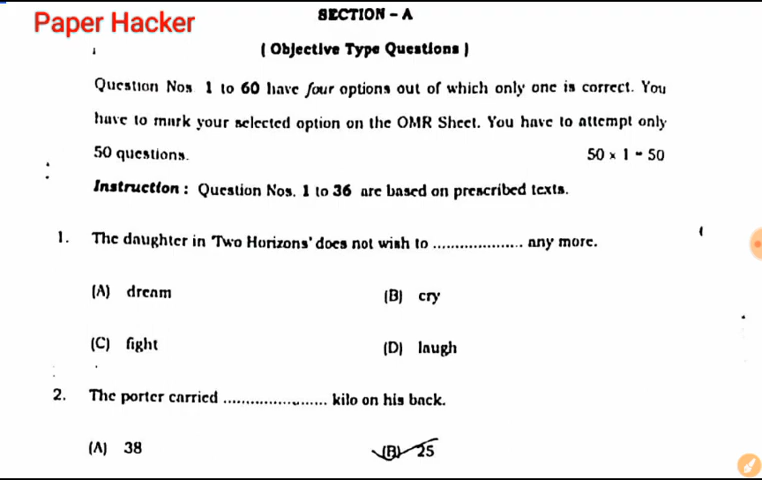 Paper Hacker
SECTION – A
( Objective Type Questions )
Question Nos. 1 to 60 have four options out of which only one is correct. You
have to mark your selected option on the OMR Sheet. You have to attempt only
50 questions. 50 × 1 = 50
Instruction : Question Nos. 1 to 36 are based on prescribed texts.
1. The daughter in 'Two Horizons' does not wish to .................... any more.
(A) dream (B) cry
(C) fight (D) laugh
2. The porter carried ....................... kilo on his back.
(A) 38 (B) 25